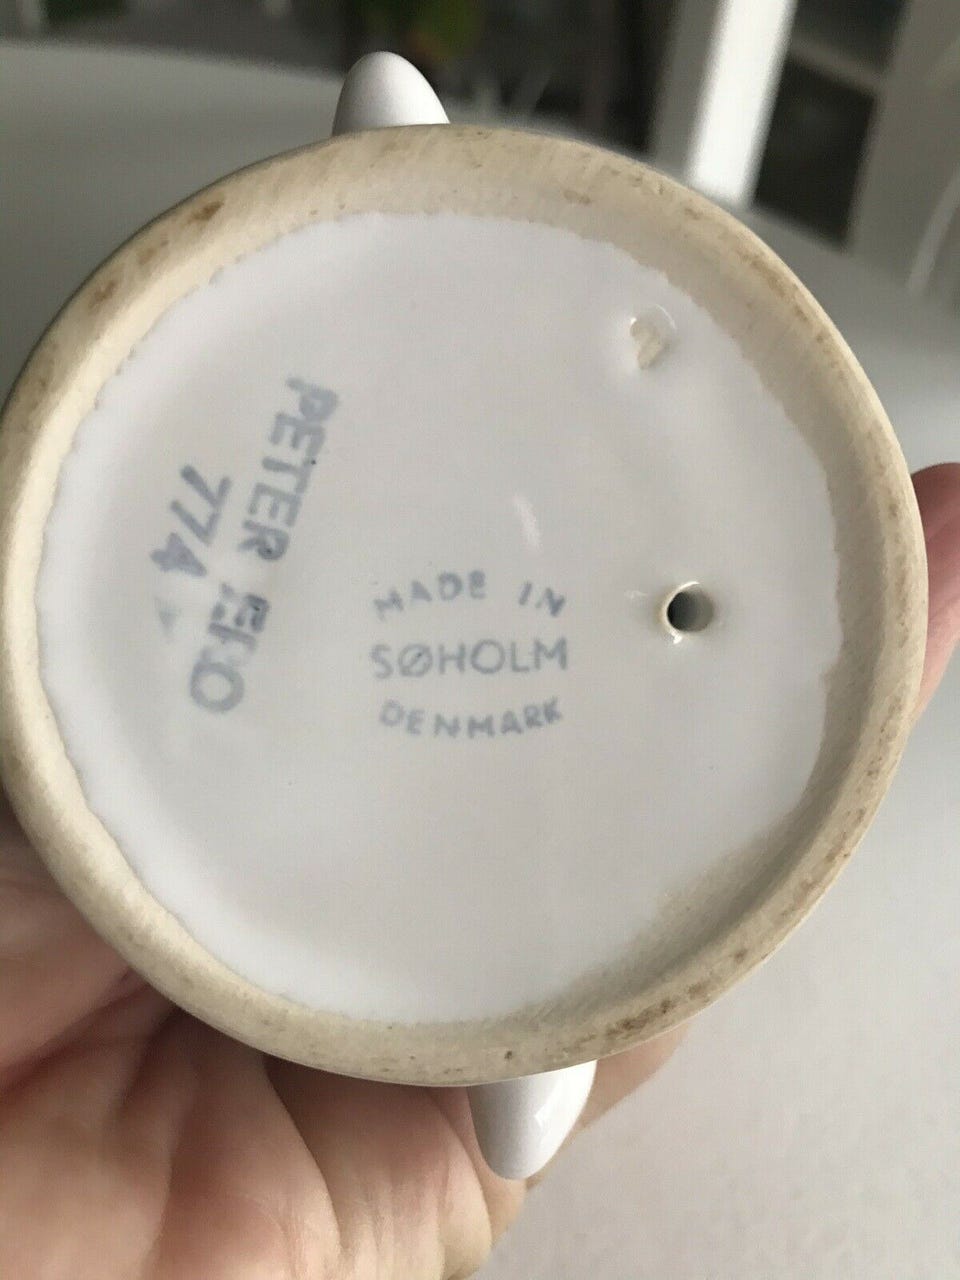 MADE IN
SØHOLM
DENMARK
PETER
774